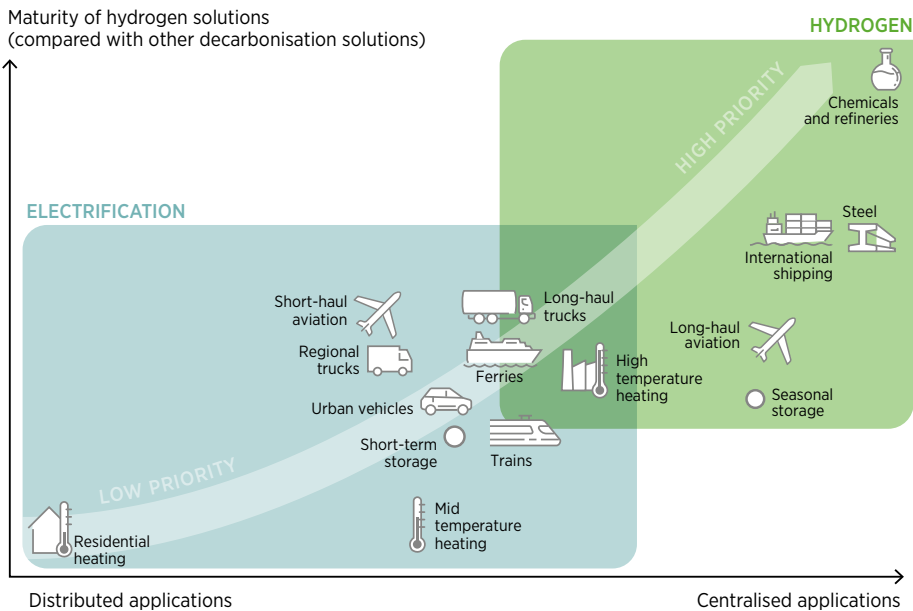 Maturity of hydrogen solutions
(compared with other decarbonisation solutions)
HYDROGEN
HIGH PRIORITY
Chemicals
and refineries
ELECTRIFICATION
Steel
International
shipping
Short-haul
aviation
Long-haul
trucks
Long-haul
aviation
Regional
trucks
Ferries
High
temperature
heating
Urban vehicles
Seasonal
storage
Short-term
storage
Trains
LOW PRIORITY
Mid
temperature
heating
Residential
heating
Distributed applications
Centralised applications